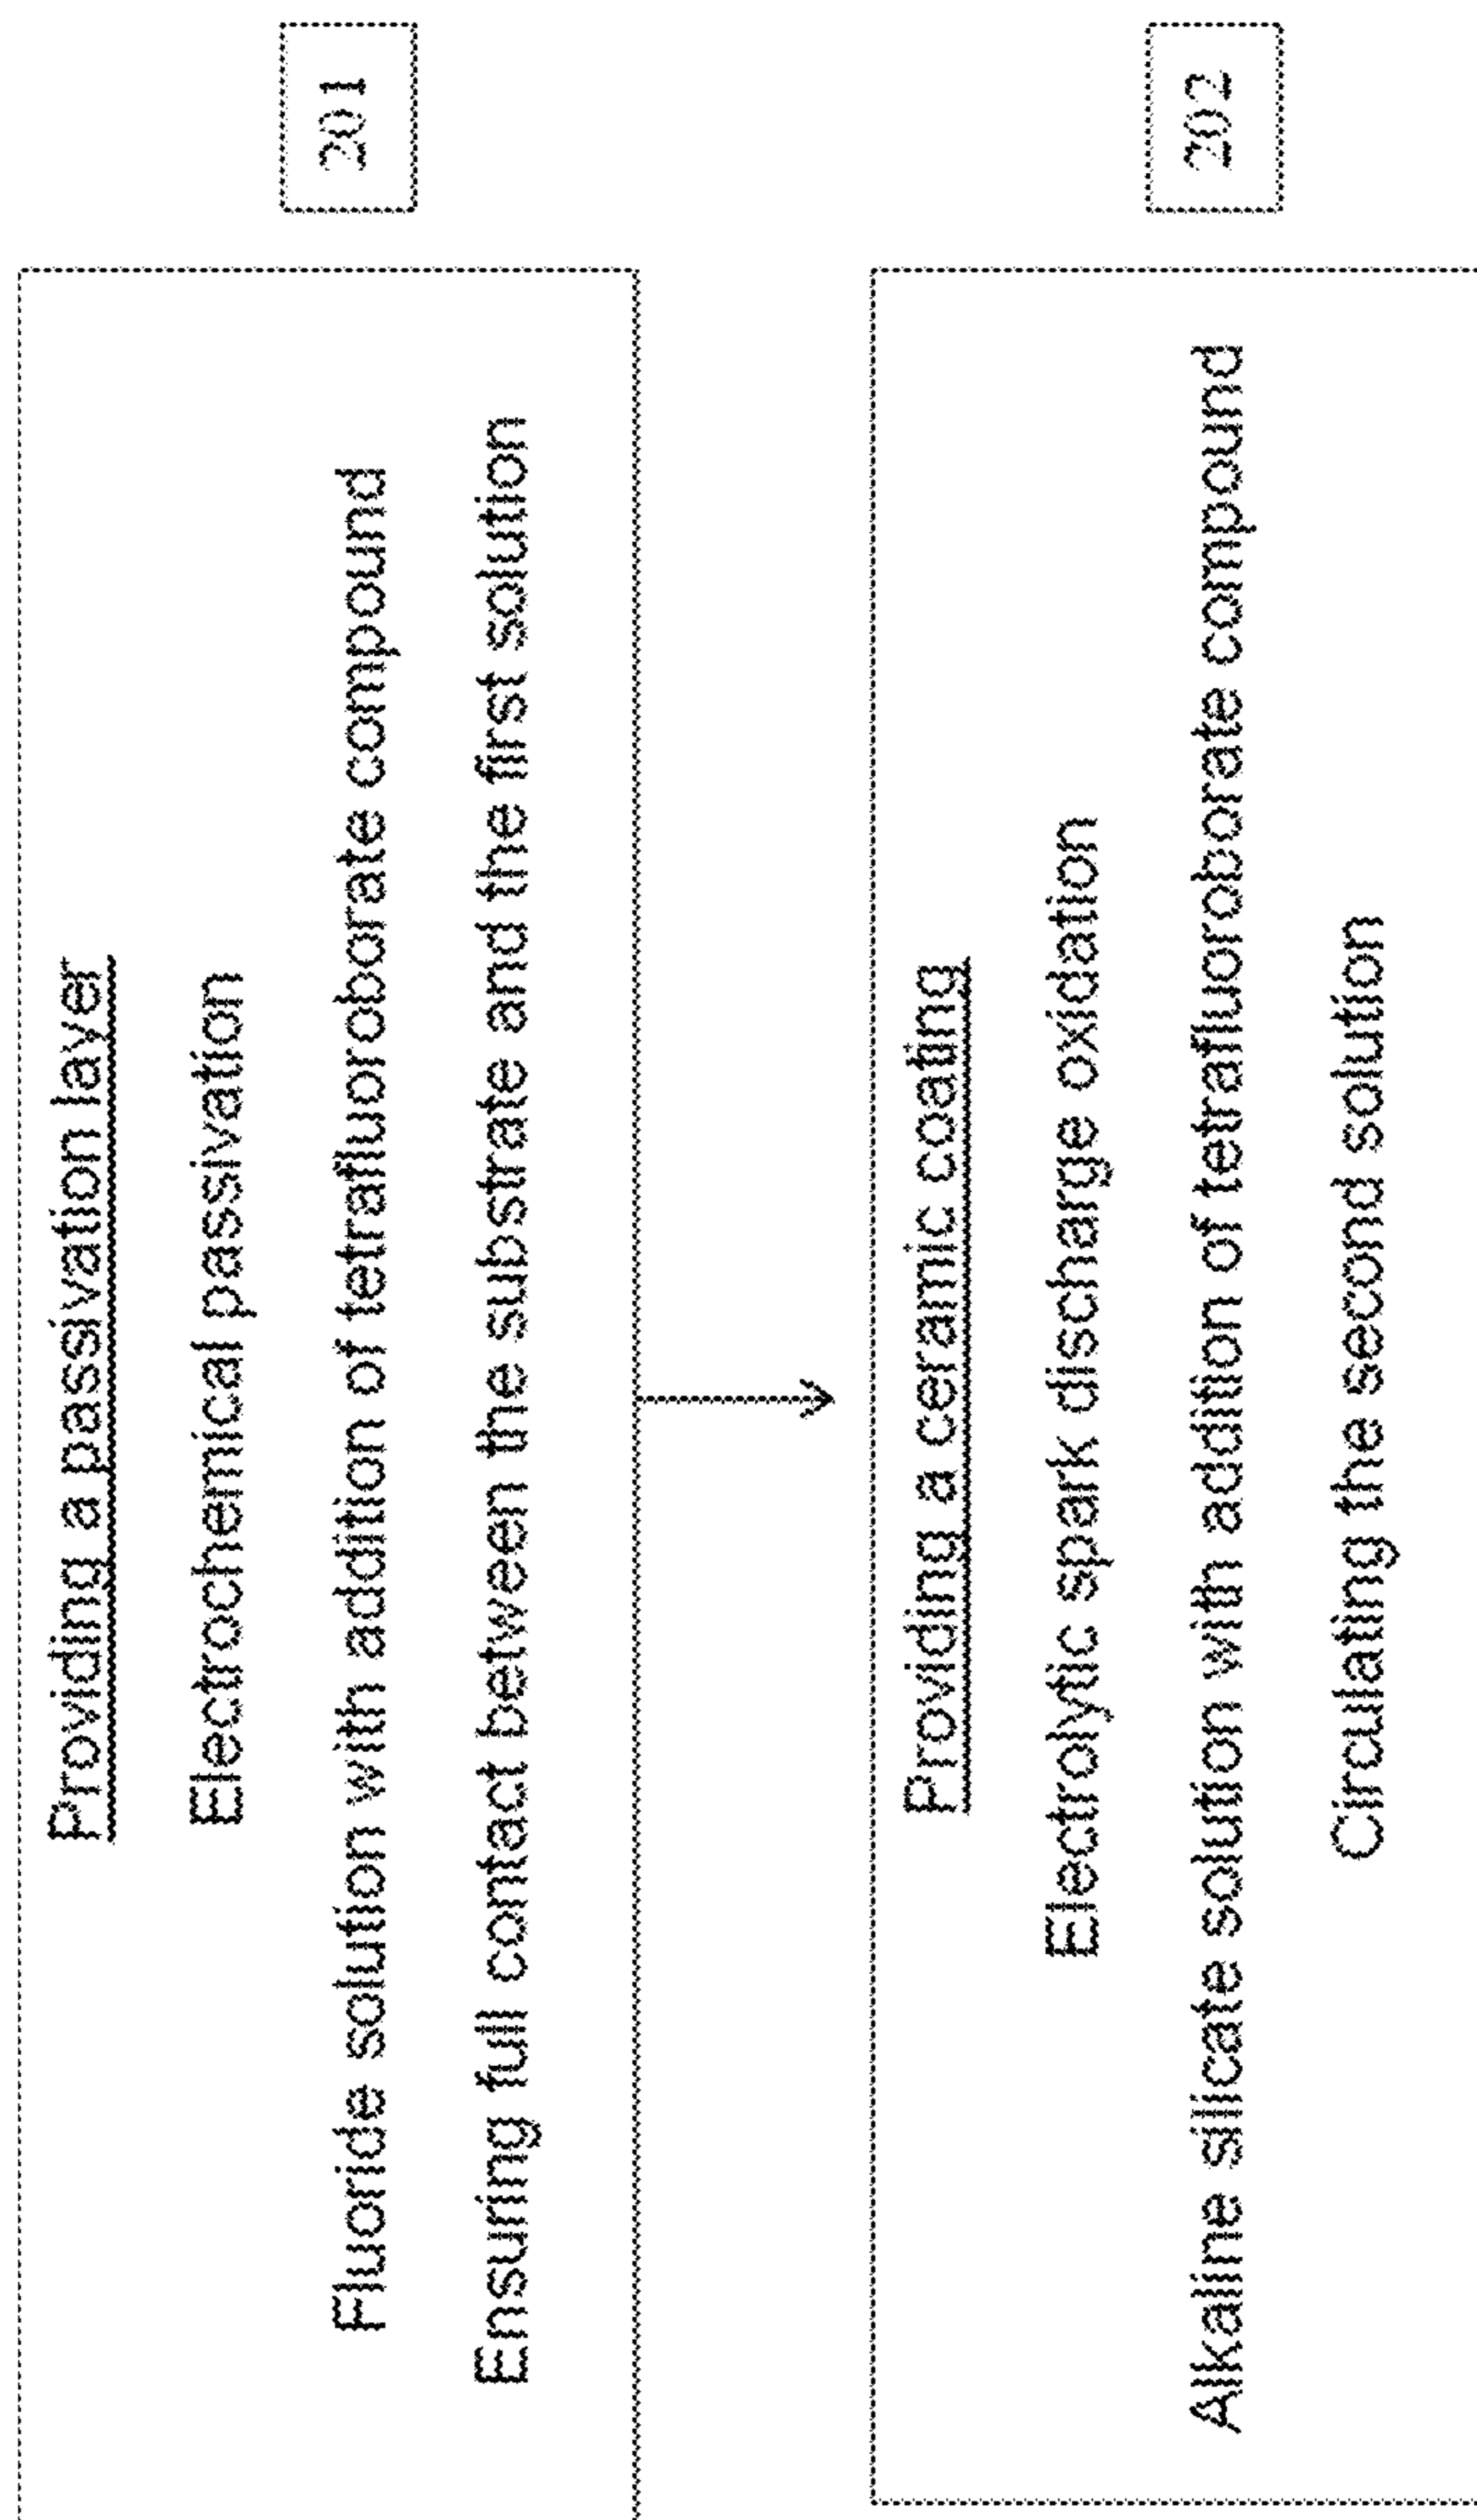 Providing a passivation layer
Electrochemical passivation
Fluoride solution with addition of tetrafluoroborate compound
Ensuring full contact between the substrate and the first solution
201
Providing a ceramic coating
Electrolytic spark discharge oxidation
Alkaline silicate solution with addition of tetrafluoroborate compound
Circulating the second solution
202